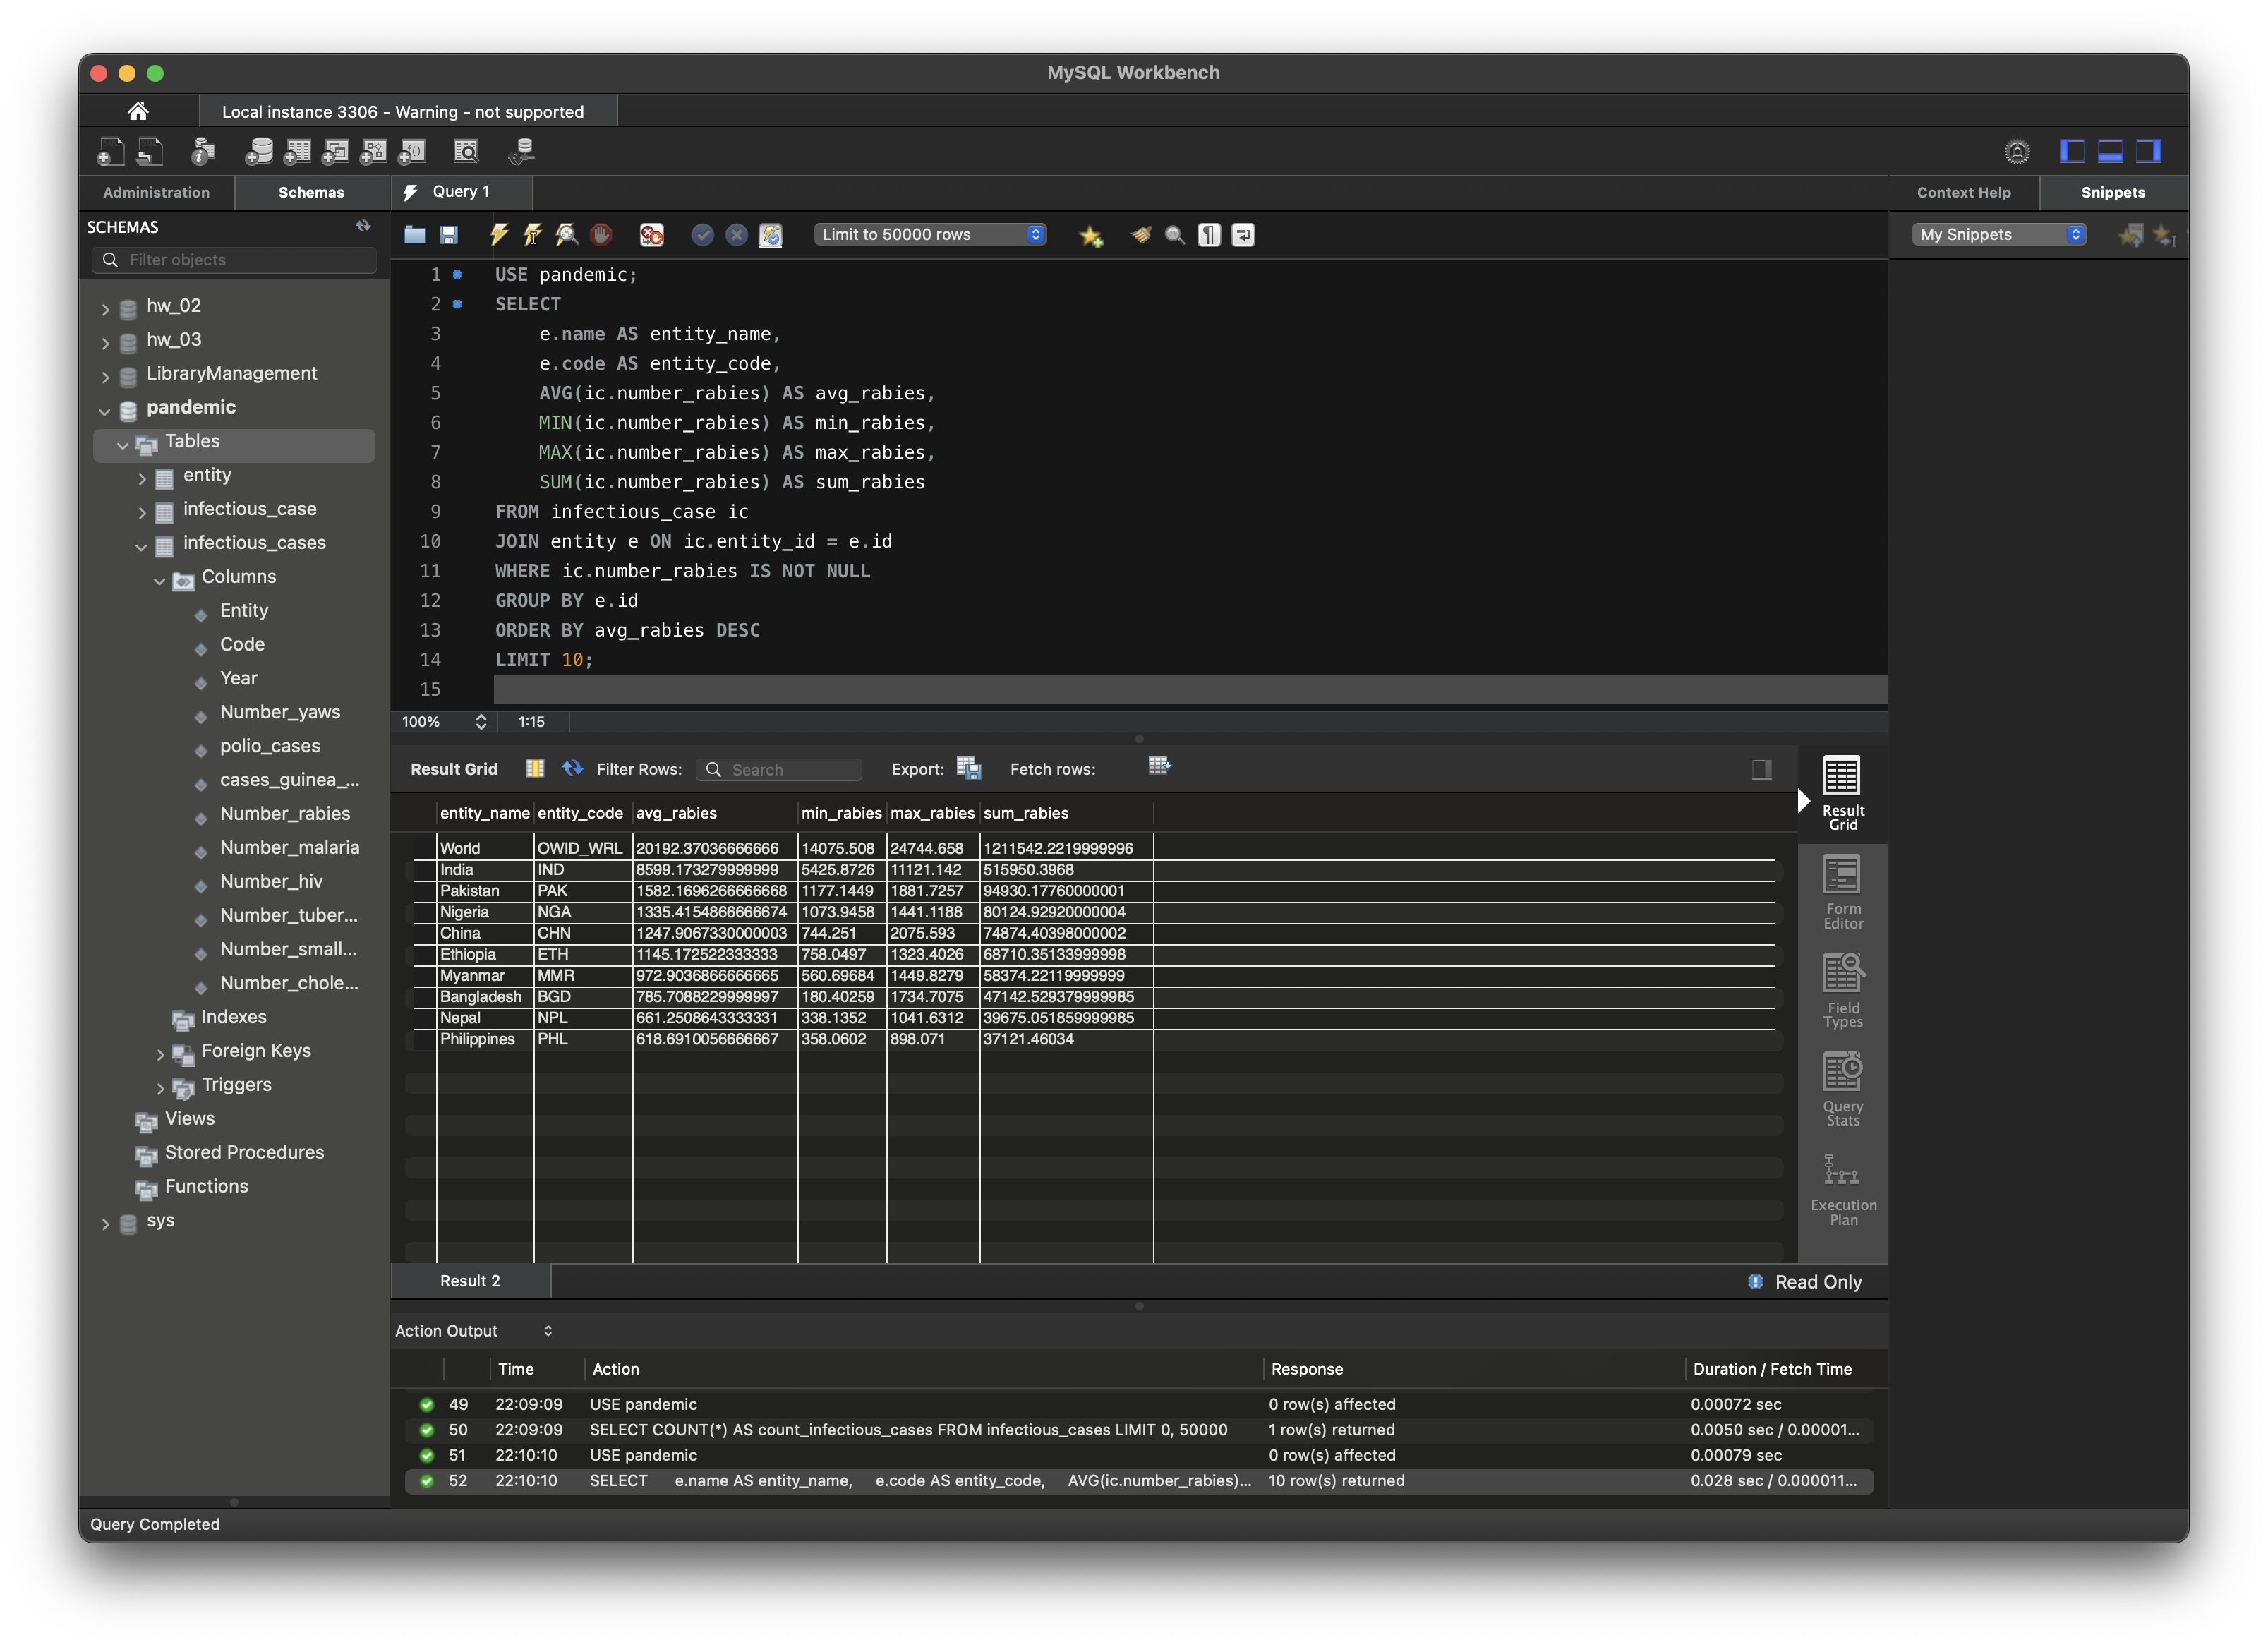 MySQL Workbench
Local instance 3306 - Warning - not supported
Administration
Schemas
Query 1
Context Help
Snippets
SCHEMAS
Limit to 50000 rows
My Snippets
Filter objects
hw_02
hw_03
LibraryManagement
pandemic
Tables
entity
infectious_case
infectious_cases
Columns
Entity
Code
Year
Number_yaws
polio_cases
cases_guinea_...
Number_rabies
Number_malaria
Number_hiv
Number_tuber...
Number_small...
Number_chole...
Indexes
Foreign Keys
Triggers
Views
Stored Procedures
Functions
sys
1 USE pandemic;
2 SELECT
3 e.name AS entity_name,
4 e.code AS entity_code,
5 AVG(ic.number_rabies) AS avg_rabies,
6 MIN(ic.number_rabies) AS min_rabies,
7 MAX(ic.number_rabies) AS max_rabies,
8 SUM(ic.number_rabies) AS sum_rabies
9 FROM infectious_case ic
10 JOIN entity e ON ic.entity_id = e.id
11 WHERE ic.number_rabies IS NOT NULL
12 GROUP BY e.id
13 ORDER BY avg_rabies DESC
14 LIMIT 10;
15
100% 1:15
Result Grid Filter Rows: Search Export: Fetch rows:
entity_name entity_code avg_rabies min_rabies max_rabies sum_rabies
World OWID_WRL 20192.37036666666 14075.508 24744.658 1211542.2219999996
India IND 8599.173279999999 5425.8726 11121.142 515950.3968
Pakistan PAK 1582.1696266666668 1177.1449 1881.7257 94930.17760000001
Nigeria NGA 1335.4154866666674 1073.9458 1441.1188 80124.92920000004
China CHN 1247.9067330000003 744.251 2075.593 74874.40398000002
Ethiopia ETH 1145.172522333333 758.0497 1323.4026 68710.35133999998
Myanmar MMR 972.9036866666665 560.69684 1449.8279 58374.22119999999
Bangladesh BGD 785.7088229999997 180.40259 1734.7075 47142.529379999985
Nepal NPL 661.2508643333331 338.1352 1041.6312 39675.051859999985
Philippines PHL 618.6910056666667 358.0602 898.071 37121.46034
Result
Grid
Form
Editor
Field
Types
Query
Stats
Execution
Plan
Result 2
Read Only
Action Output
Time Action Response Duration / Fetch Time
49 22:09:09 USE pandemic 0 row(s) affected 0.00072 sec
50 22:09:09 SELECT COUNT(*) AS count_infectious_cases FROM infectious_cases LIMIT 0, 50000 1 row(s) returned 0.0050 sec / 0.00001...
51 22:10:10 USE pandemic 0 row(s) affected 0.00079 sec
52 22:10:10 SELECT e.name AS entity_name, e.code AS entity_code, AVG(ic.number_rabies)... 10 row(s) returned 0.028 sec / 0.000011...
Query Completed